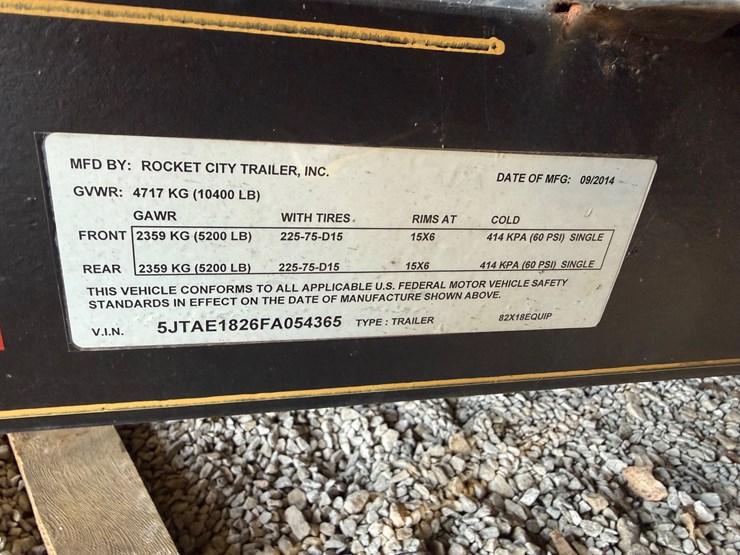 MFD BY: ROCKET CITY TRAILER, INC. DATE OF MFG: 09/2014
GVWR: 4717 KG (10400 LB)
GAWR WITH TIRES RIMS AT COLD
FRONT 2359 KG (5200 LB) 225-75-D15 15X6 414 KPA (60 PSI) SINGLE
REAR 2359 KG (5200 LB) 225-75-D15 15X6 414 KPA (60 PSI) SINGLE
THIS VEHICLE CONFORMS TO ALL APPLICABLE U.S. FEDERAL MOTOR VEHICLE SAFETY
STANDARDS IN EFFECT ON THE DATE OF MANUFACTURE SHOWN ABOVE.
V.I.N. 5JTAE1826FA054365 TYPE : TRAILER 82X18EQUIP